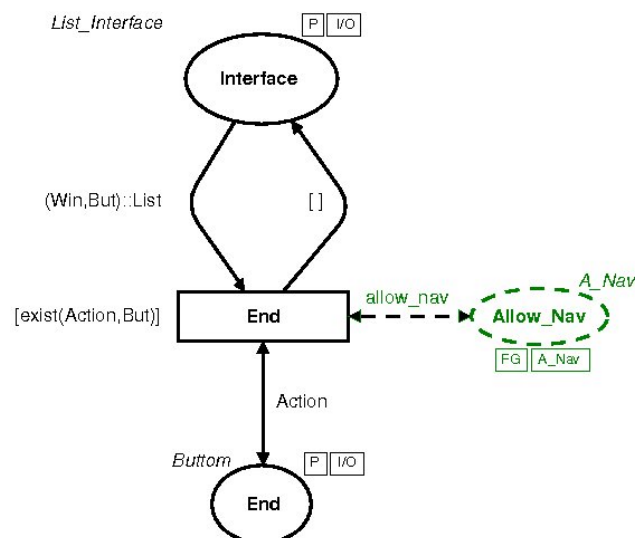 List_Interface
P I/O
Interface
(Win,But)::List
[ ]
A_Nav
allow_nav
[exist(Action,But)]
End
Allow_Nav
FG A_Nav
Action
Buttom
P I/O
End